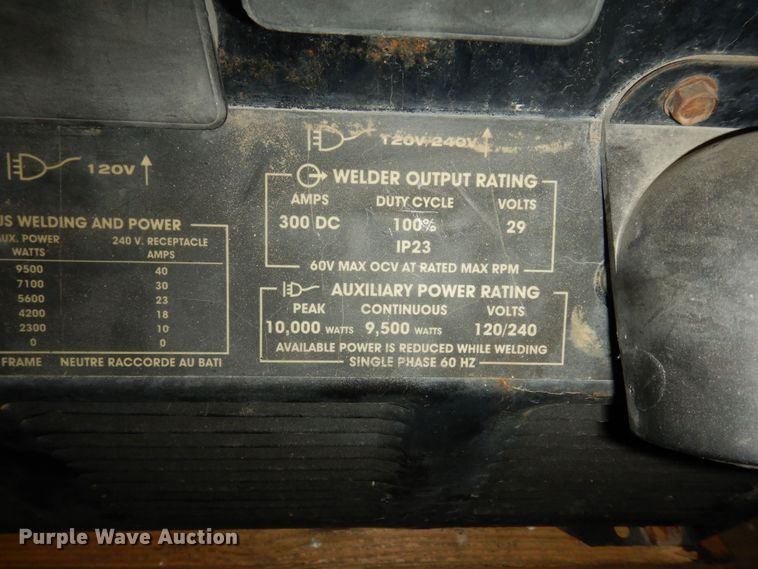 120V
120V/240V
US WELDING AND POWER
AUX. POWER WATTS
240 V. RECEPTACLE AMPS
9500 40
7100 30
5600 23
4200 18
2300 10
0 0
FRAME NEUTRE RACCORDE AU BATI
WELDER OUTPUT RATING
AMPS DUTY CYCLE VOLTS
300 DC 100% 29
IP23
60V MAX OCV AT RATED MAX RPM
AUXILIARY POWER RATING
PEAK CONTINUOUS VOLTS
10,000 WATTS 9,500 WATTS 120/240
AVAILABLE POWER IS REDUCED WHILE WELDING
SINGLE PHASE 60 HZ
Purple Wave Auction